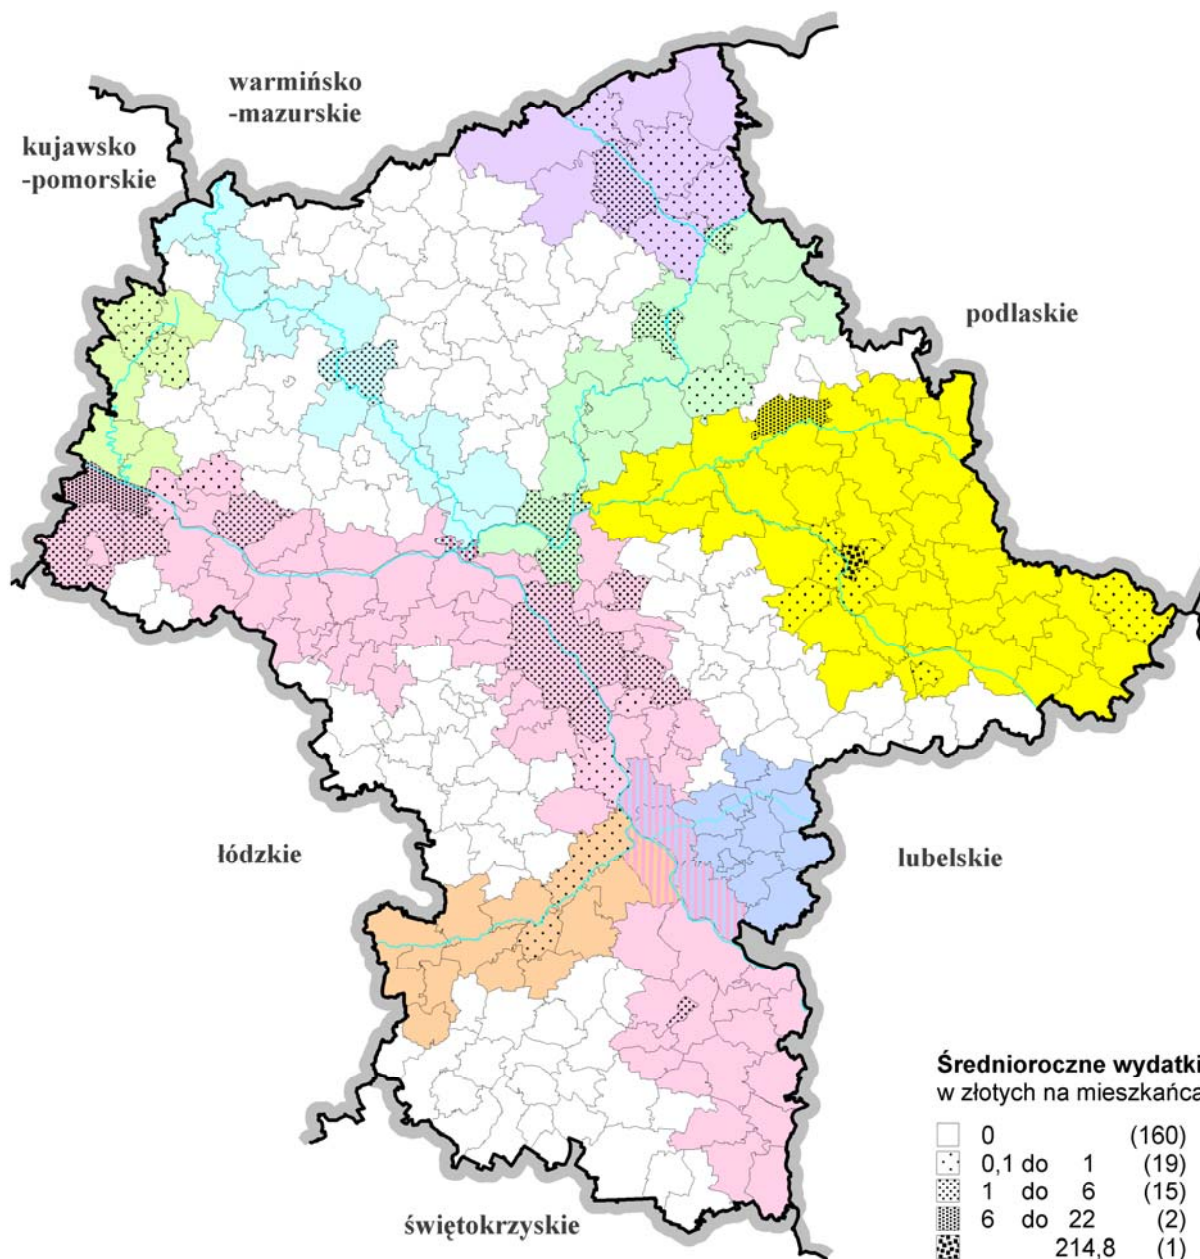 warmińsko
-mazurskie
kujawsko
-pomorskie
podlaskie
łódzkie
lubelskie
świętokrzyskie
Średnioroczne wydatki
w złotych na mieszkańca
0 (160)
0,1 do 1 (19)
1 do 6 (15)
6 do 22 (2)
214,8 (1)